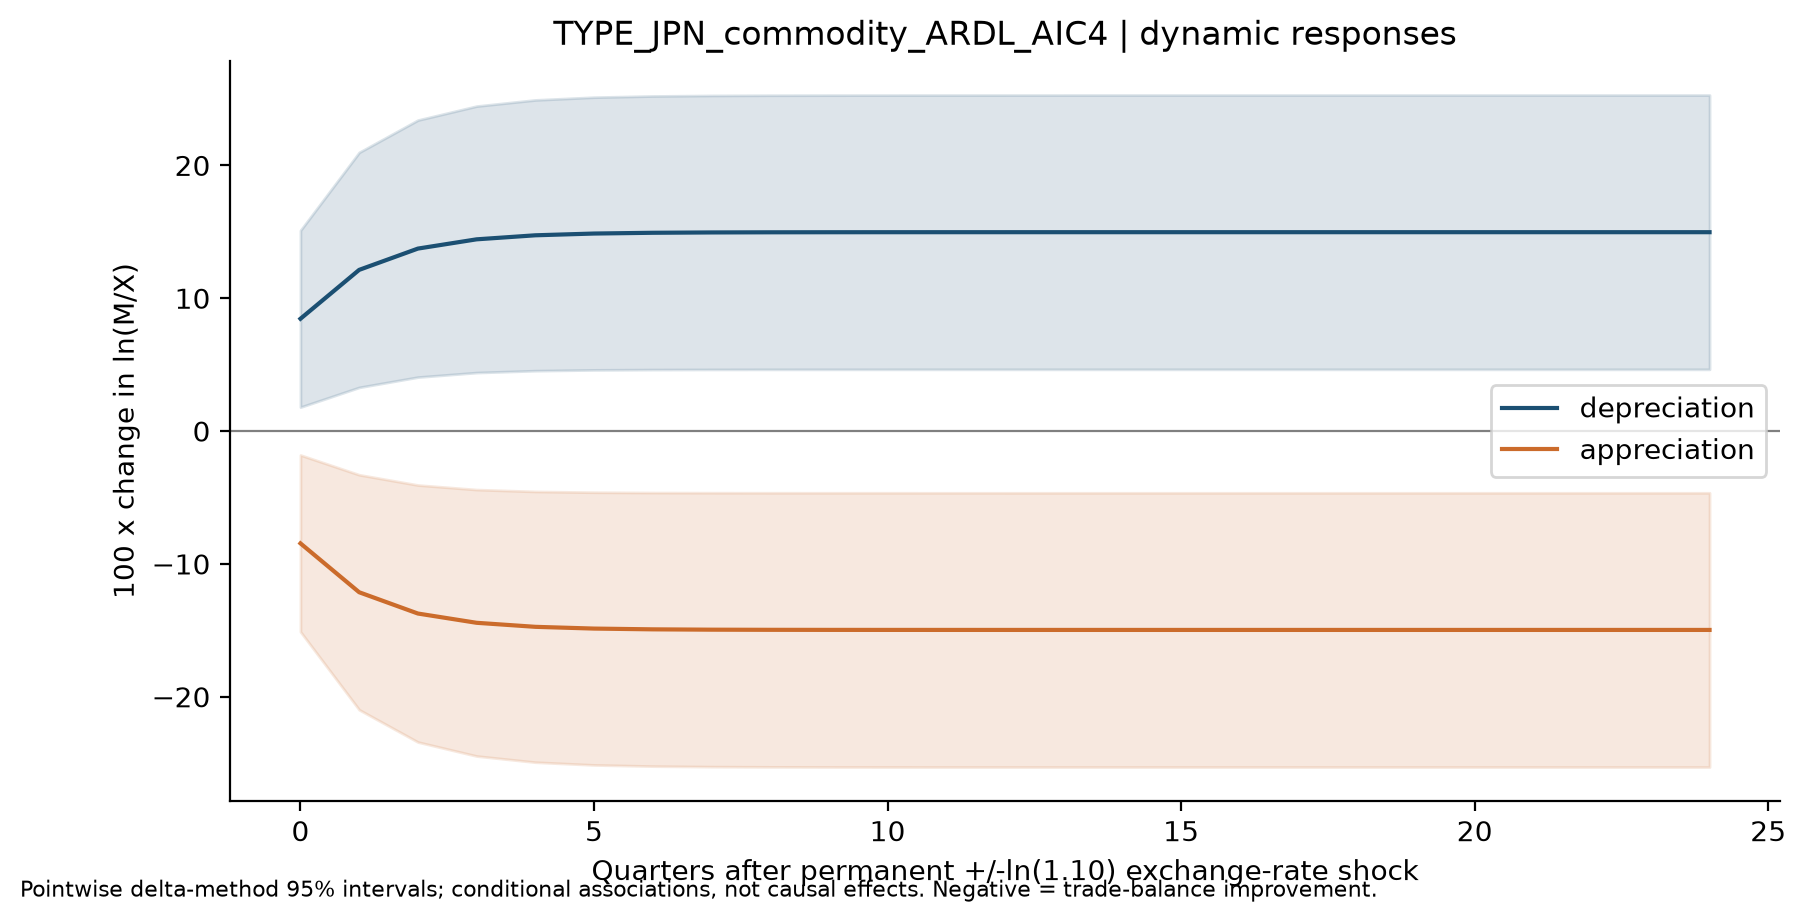 TYPE_JPN_commodity_ARDL_AIC4 | dynamic responses
100 x change in ln(M/X)
20
10
0
−10
−20
depreciation
appreciation
0 5 10 15 20 25
Quarters after permanent +/-ln(1.10) exchange-rate shock
Pointwise delta-method 95% intervals; conditional associations, not causal effects. Negative = trade-balance improvement.